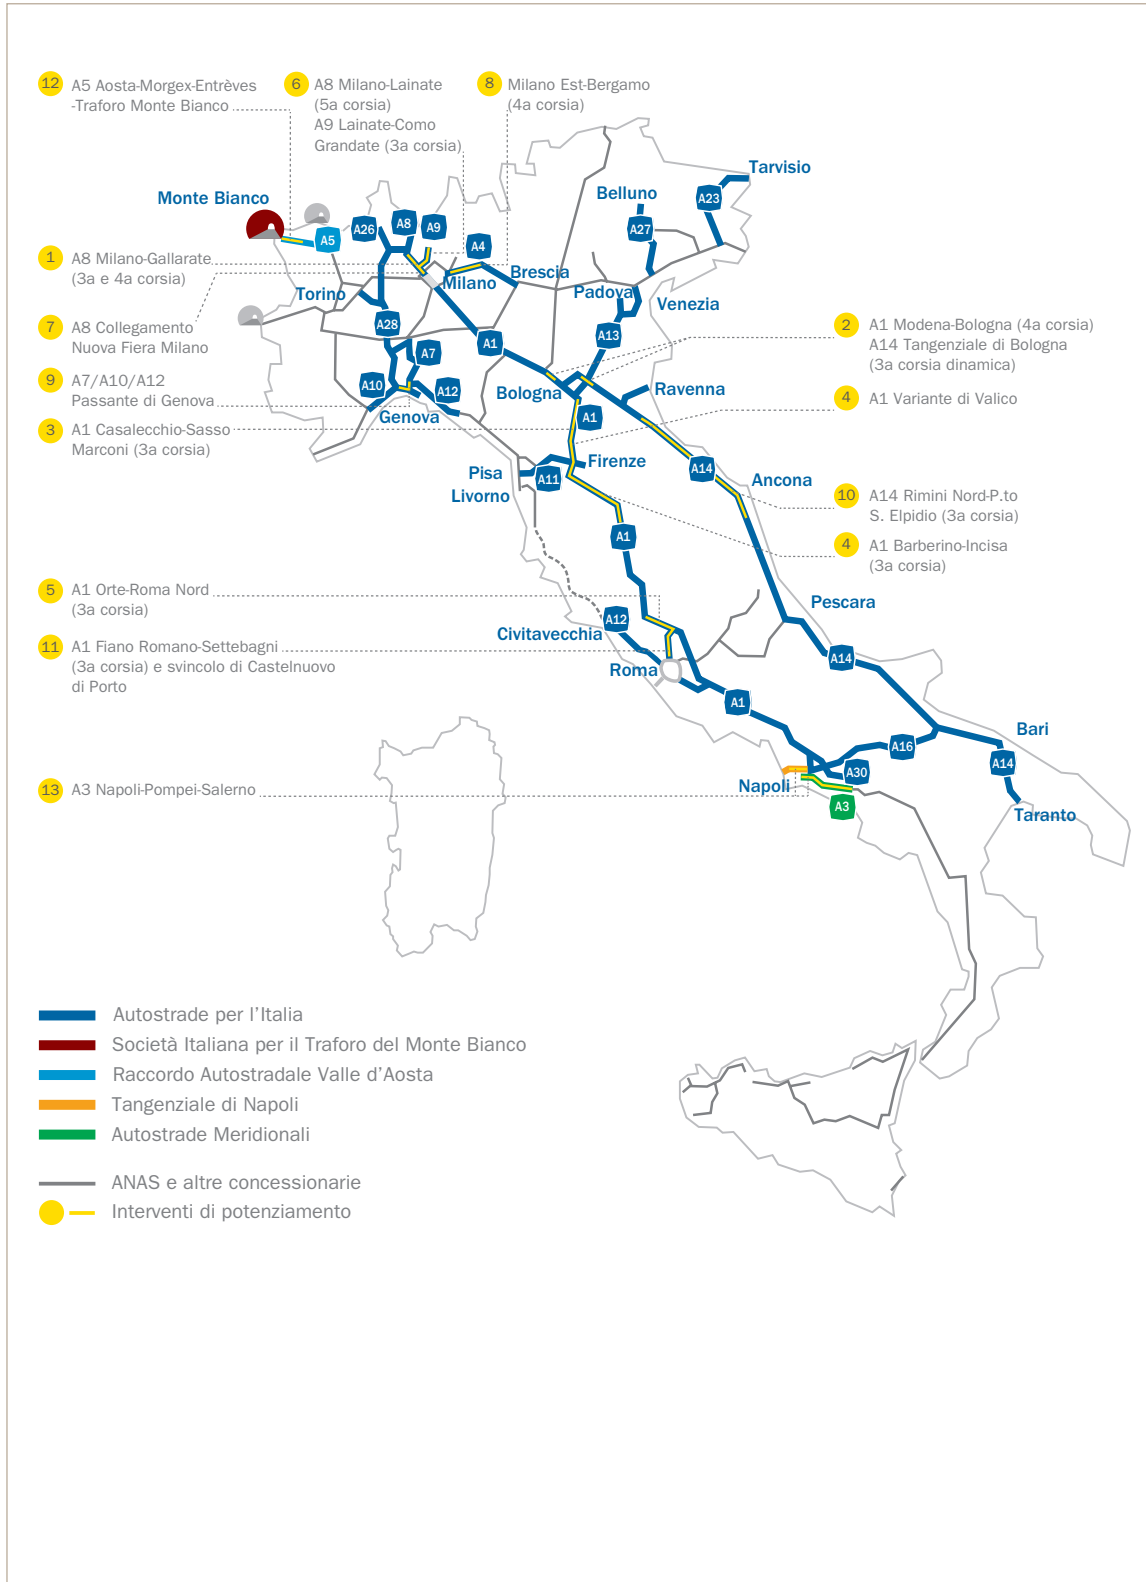 12 A5 Aosta-Morgex-Entrèves
-Traforo Monte Bianco
6 A8 Milano-Lainate
(5a corsia)
A9 Lainate-Como
Grandate (3a corsia)
8 Milano Est-Bergamo
(4a corsia)
Tarvisio
Belluno
A23
Monte Bianco
A26
A8
A9
A27
A5
A4
1 A8 Milano-Gallarate
(3a e 4a corsia)
Brescia
Milano
Torino
Padova
Venezia
7 A8 Collegamento
Nuova Fiera Milano
A28
A7
A1
A13
2 A1 Modena-Bologna (4a corsia)
A14 Tangenziale di Bologna
(3a corsia dinamica)
9 A7/A10/A12
Passante di Genova
A10
A12
Bologna
Ravenna
4 A1 Variante di Valico
Genova
A1
3 A1 Casalecchio-Sasso
Marconi (3a corsia)
Pisa
Livorno
A11
Firenze
A14
Ancona
10 A14 Rimini Nord-P.to
S. Elpidio (3a corsia)
A1
4 A1 Barberino-Incisa
(3a corsia)
5 A1 Orte-Roma Nord
(3a corsia)
Pescara
A12
Civitavecchia
11 A1 Fiano Romano-Settebagni
(3a corsia) e svincolo di Castelnuovo
di Porto
Roma
A14
A1
Bari
A16
A14
A30
13 A3 Napoli-Pompei-Salerno
Napoli
A3
Taranto
Autostrade per l'Italia
Società Italiana per il Traforo del Monte Bianco
Raccordo Autostradale Valle d'Aosta
Tangenziale di Napoli
Autostrade Meridionali
ANAS e altre concessionarie
Interventi di potenziamento